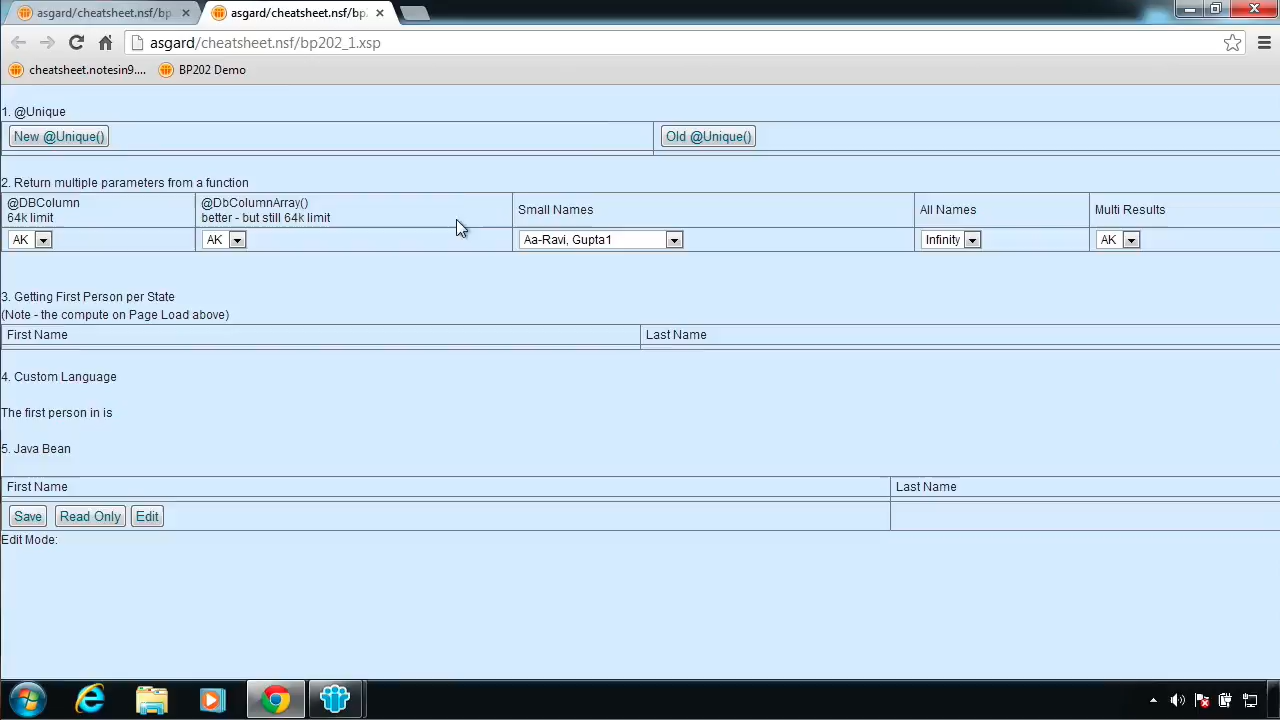 asgard/cheatsheet.nsf/bp
asgard/cheatsheet.nsf/bp
asgard/cheatsheet.nsf/bp202_1.xsp
cheatsheet.notesin9....
BP202 Demo
1. @Unique
New @Unique()
Old @Unique()
2. Return multiple parameters from a function
@DBColumn
64k limit
@DbColumnArray()
better - but still 64k limit
Small Names
All Names
Multi Results
AK
AK
Aa-Ravi, Gupta1
Infinity
AK
3. Getting First Person per State
(Note - the compute on Page Load above)
First Name
Last Name
4. Custom Language
The first person in is
5. Java Bean
First Name
Last Name
Save
Read Only
Edit
Edit Mode: